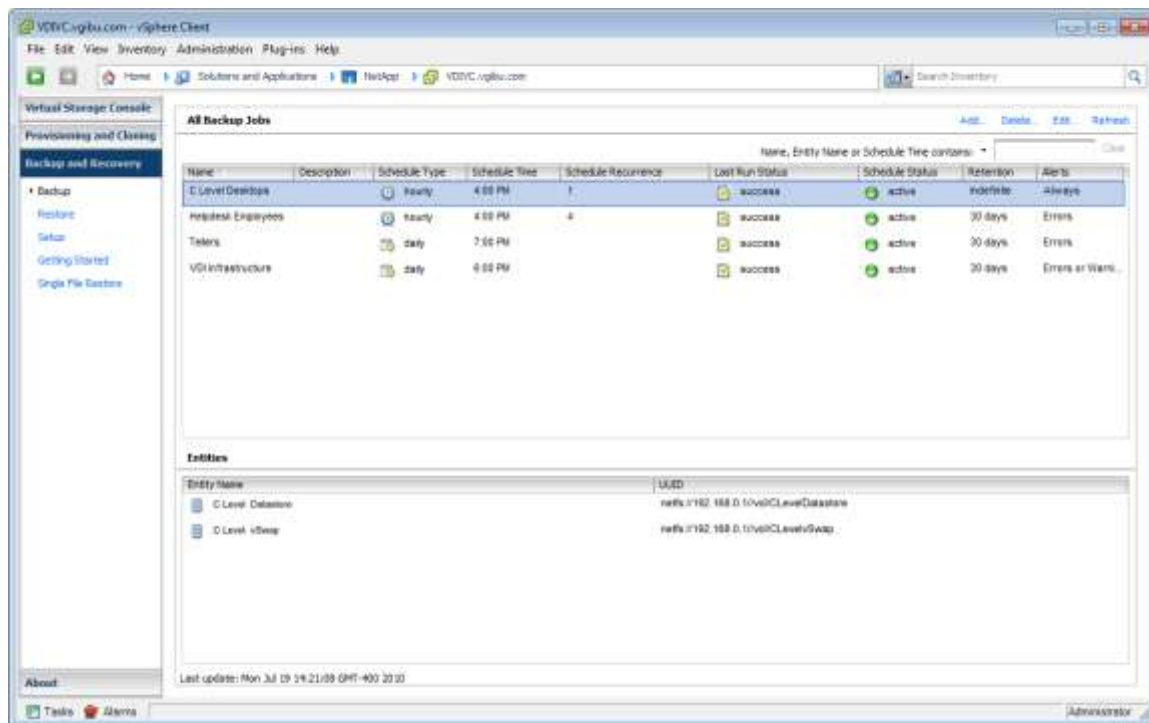 VDIVC.vgibu.com - vSphere Client
File Edit View Inventory Administration Plug-ins Help
Home Solutions and Applications NetApp VDIVC.vgibu.com Search Inventory
Virtual Storage Console
Provisioning and Cloning
Backup and Recovery
Backup
Restore
Setup
Getting Started
Single File Restore
About
All Backup Jobs Add... Delete... Edit... Refresh
Name, Entity Name or Schedule Time contains: Clear
Name Description Schedule Type Schedule Time Schedule Recurrence Last Run Status Schedule Status Retention Alerts
C Level Desktops hourly 4:00 PM 1 success active Indefinite Always
Helpdesk Employees hourly 4:00 PM 4 success active 30 days Errors
Tellers daily 7:00 PM success active 30 days Errors
VDI Infrastructure daily 6:00 PM success active 30 days Errors or Warni...
Entities
Entity Name UUID
C Level Datastore netfs://192.168.0.1//vol/CLevelDatastore
C Level vSwap netfs://192.168.0.1//vol/CLevelvSwap
Last update: Mon Jul 19 14:21:08 GMT-400 2010
Tasks Alarms Administrator